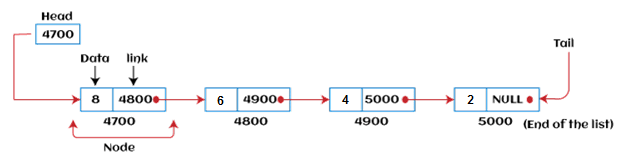 Head
4700
Tail
Data link
8 4800 6 4900 4 5000 2 NULL
4700 4800 4900 5000 (End of the list)
Node